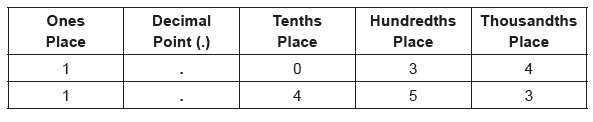 Ones Decimal Tenths Hundredths Thousandths
Place Point (.) Place Place Place
1 . 0 3 4
1 . 4 5 3